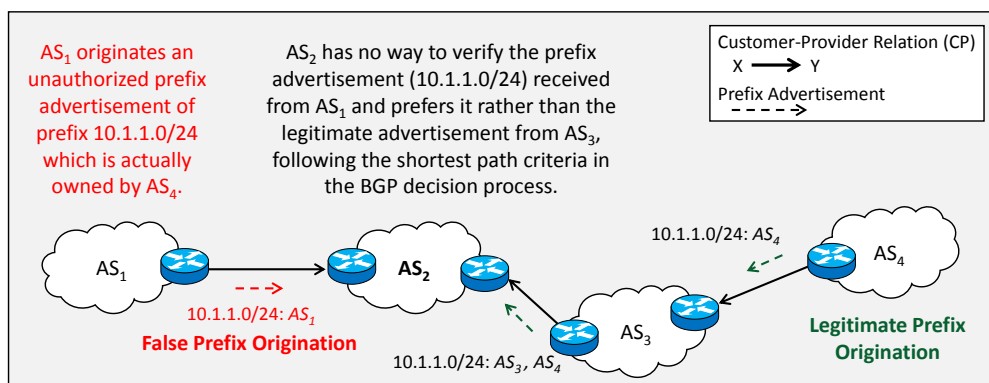 AS1 originates an
unauthorized prefix
advertisement of
prefix 10.1.1.0/24
which is actually
owned by AS4.
AS2 has no way to verify the prefix
advertisement (10.1.1.0/24) received
from AS1 and prefers it rather than the
legitimate advertisement from AS3,
following the shortest path criteria in
the BGP decision process.
Customer-Provider Relation (CP)
X Y
Prefix Advertisement
AS1
AS2
AS3
AS4
10.1.1.0/24: AS4
10.1.1.0/24: AS1
False Prefix Origination
10.1.1.0/24: AS3, AS4
Legitimate Prefix
Origination